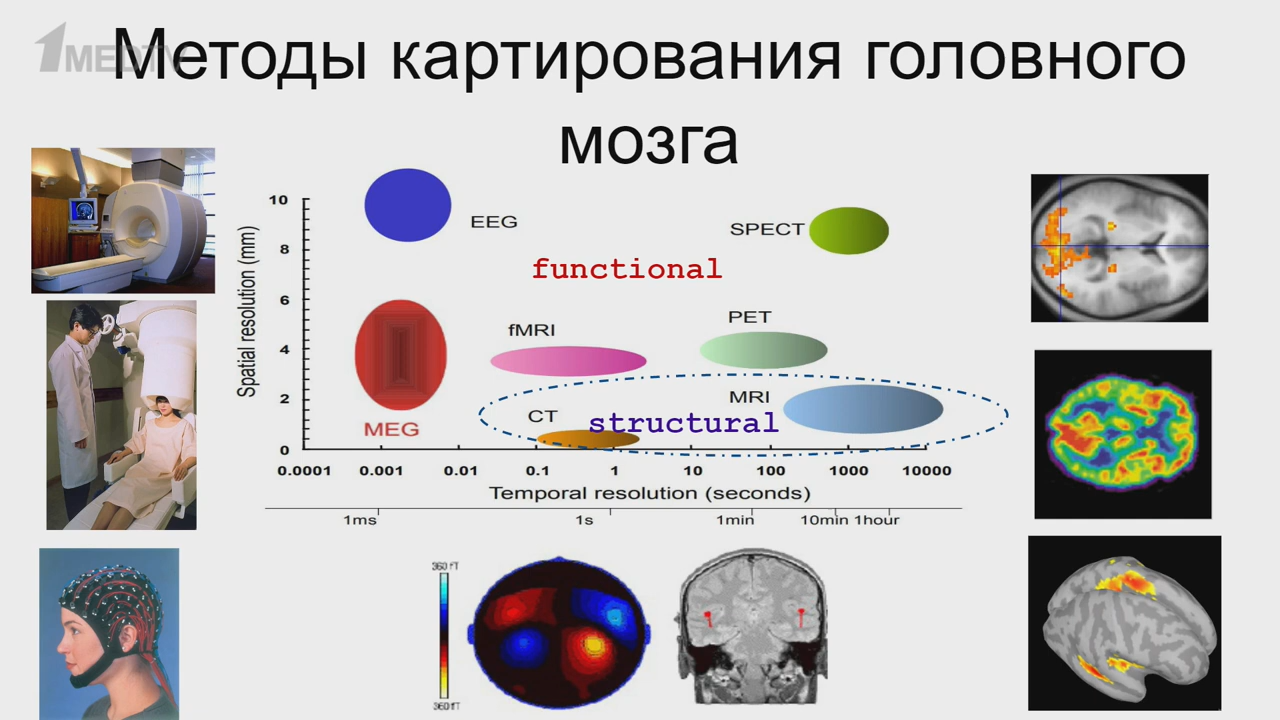 1MEDTV
Методы картирования головного
мозга
10
8
6
4
2
0
Spatial resolution (mm)
EEG
SPECT
functional
fMRI
PET
MRI
CT
structural
MEG
0.0001 0.001 0.01 0.1 1 10 100 1000 10000
Temporal resolution (seconds)
1ms 1s 1min 10min 1hour
360 fT
360 fT